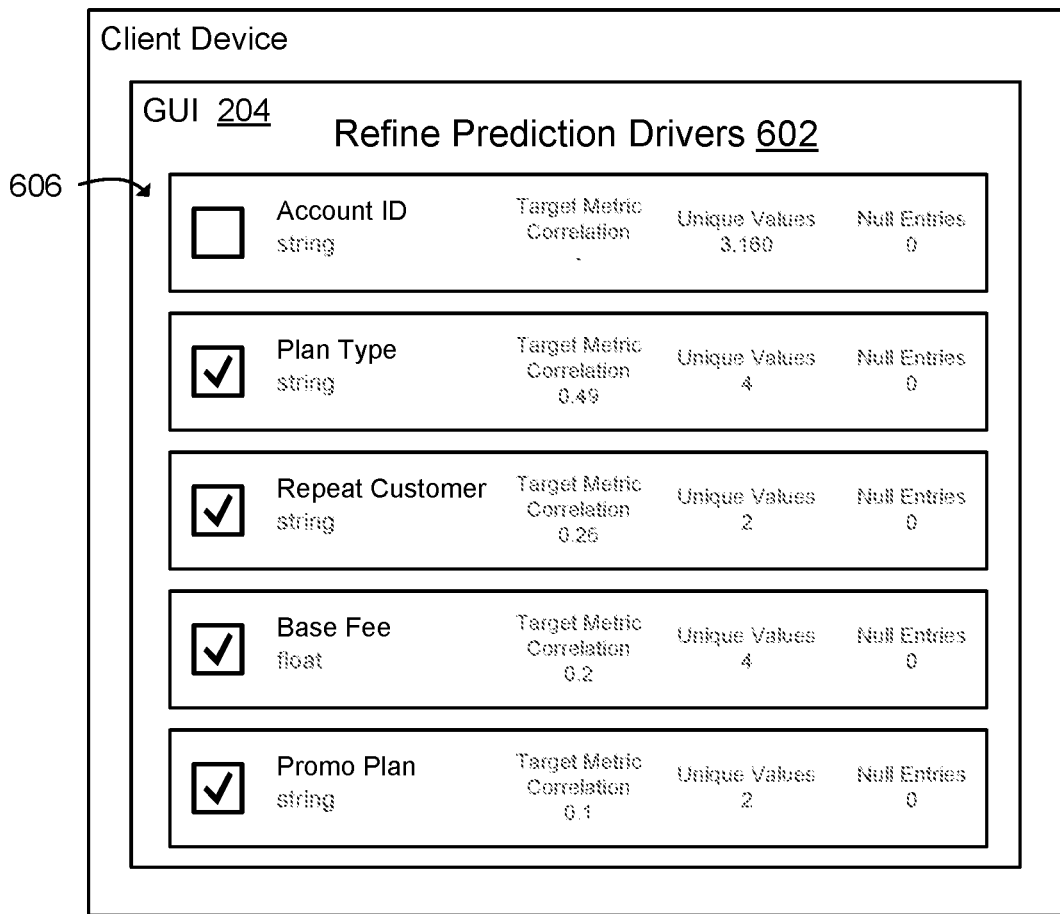 Client Device
GUI 204
Refine Prediction Drivers 602
606
Account ID
string
Target Metric
Correlation
-
Unique Values
3.160
Null Entries
0
Plan Type
string
Target Metric
Correlation
0.49
Unique Values
4
Null Entries
0
Repeat Customer
string
Target Metric
Correlation
0.26
Unique Values
2
Null Entries
0
Base Fee
float
Target Metric
Correlation
0.2
Unique Values
4
Null Entries
0
Promo Plan
string
Target Metric
Correlation
0.1
Unique Values
2
Null Entries
0